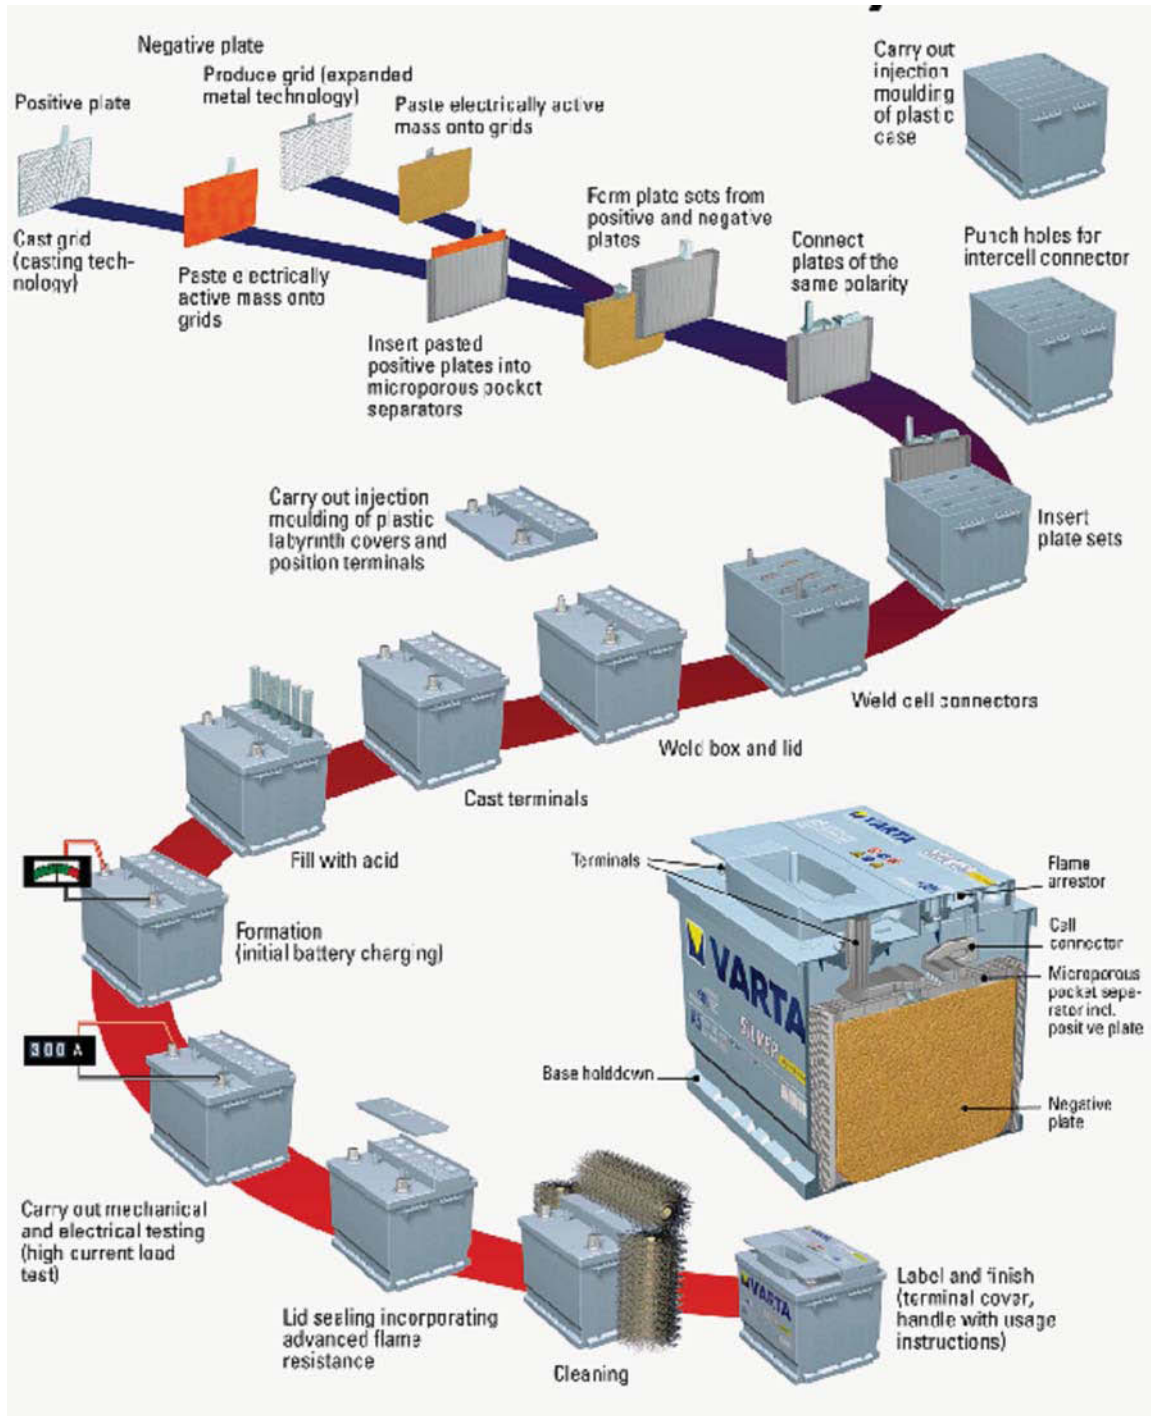 Negative plate
Produce grid (expanded
metal technology)
Positive plate
Paste electrically active
mass onto grids
Carry out
injection
moulding
of plastic
case
Cast grid
(casting tech-
nology)
Paste electrically
active mass onto
grids
Form plate sets from
positive and negative
plates
Connect
plates of the
same polarity
Punch holes for
intercell connector
Insert pasted
positive plates into
microporous pocket
separators
Carry out injection
moulding of plastic
labyrinth covers and
position terminals
Insert
plate sets
Weld cell connectors
Weld box and lid
Cast terminals
Fill with acid
Formation
(initial battery charging)
300 A
Carry out mechanical
and electrical testing
(high current load
test)
Lid sealing incorporating
advanced flame
resistance
Cleaning
Label and finish
(terminal cover,
handle with usage
instructions)
VARTA
Terminals
Flame
arrestor
Cell
connector
Microporous
pocket sepa-
rator incl.
positive plate
Negative
plate
Base holddown
VARTA
VARTA
SILVER